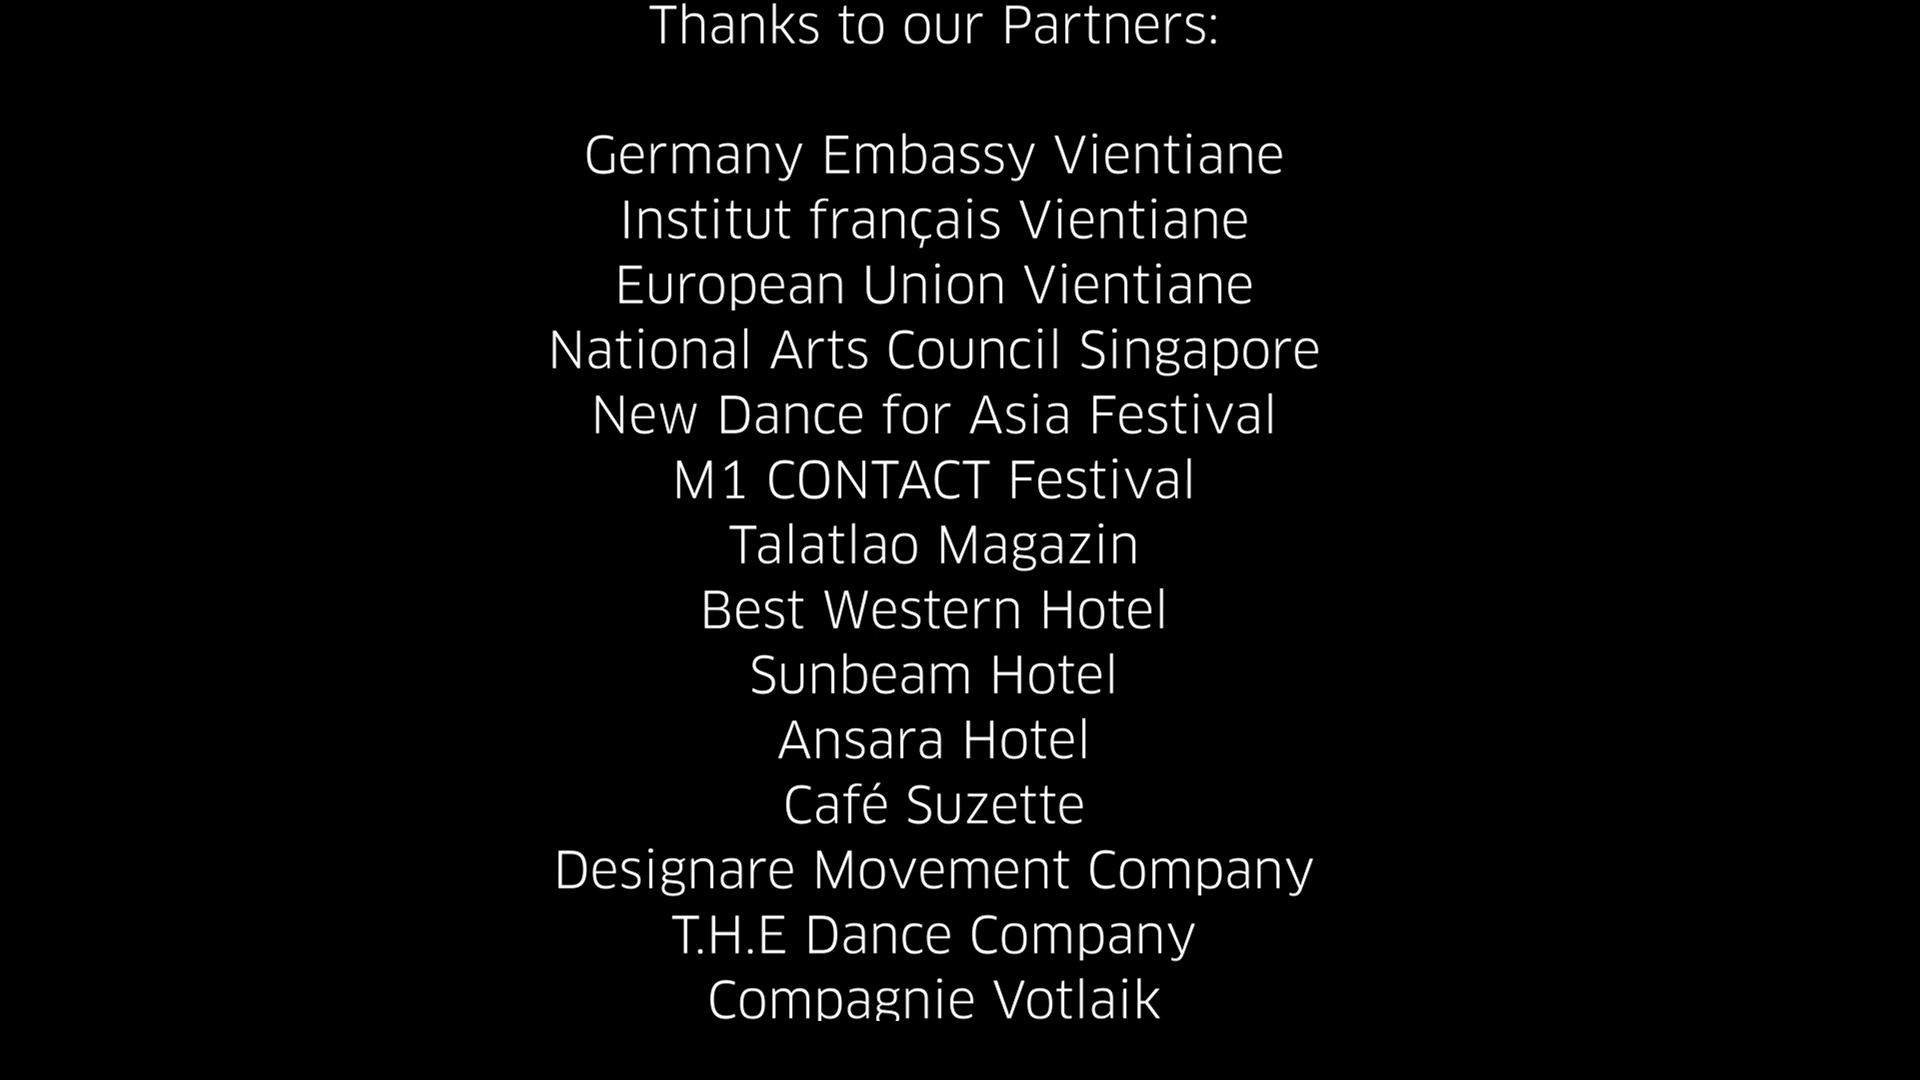 Thanks to our Partners:
Germany Embassy Vientiane
Institut français Vientiane
European Union Vientiane
National Arts Council Singapore
New Dance for Asia Festival
M1 CONTACT Festival
Talatlao Magazin
Best Western Hotel
Sunbeam Hotel
Ansara Hotel
Café Suzette
Designare Movement Company
T.H.E Dance Company
Compagnie Votlaik